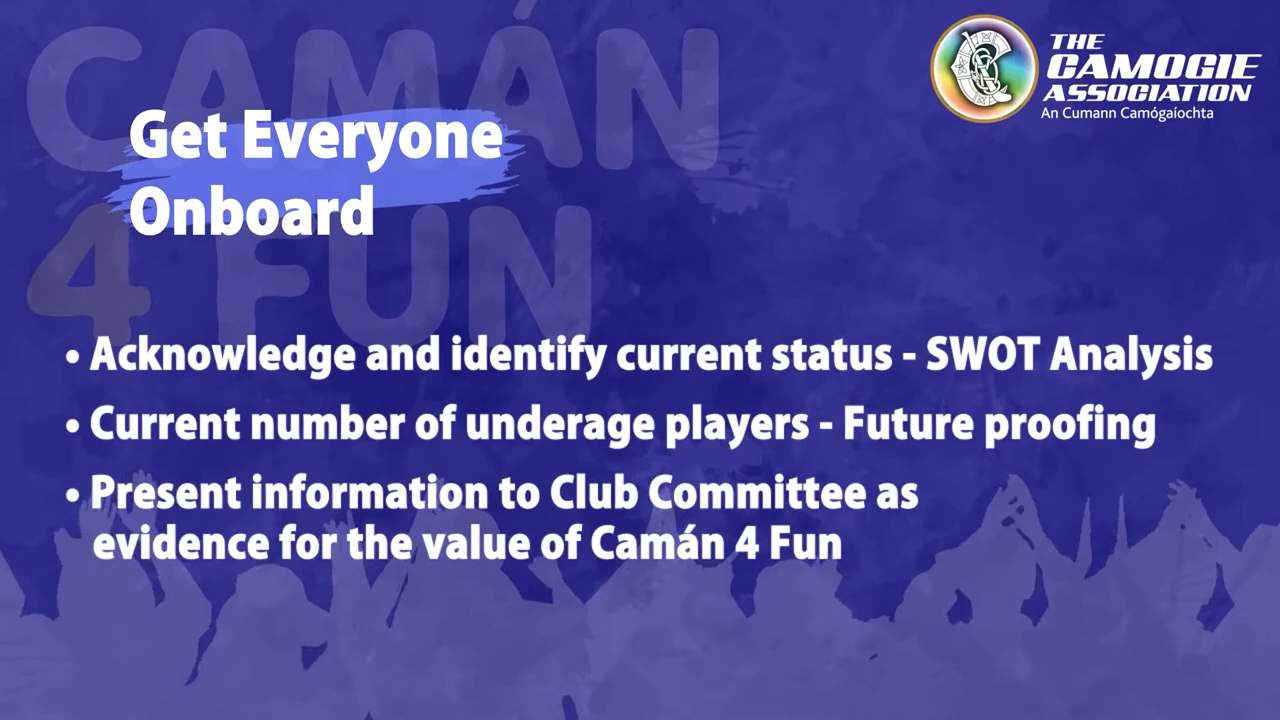 CAMÁN
4 FUN
THE
CAMOGIE
ASSOCIATION
An Cumann Camógaíochta
Get Everyone
Onboard
• Acknowledge and identify current status - SWOT Analysis
• Current number of underage players - Future proofing
• Present information to Club Committee as
evidence for the value of Camán 4 Fun